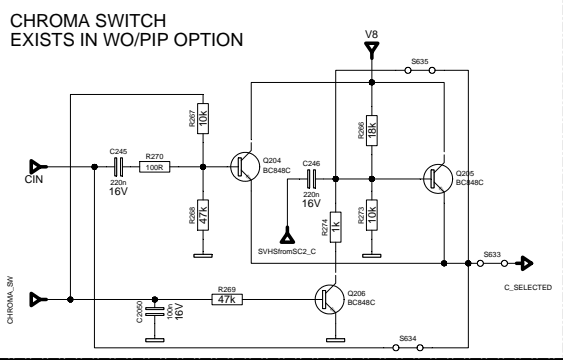 CHROMA SWITCH
EXISTS IN WO/PIP OPTION
V8
S635
R267
10k
R266
18k
C245
220n
16V
R270
100R
Q204
BC848C
C246
220n
16V
Q205
BC848C
CIN
R268
47k
R274
1k
R273
10k
SVHSfromSC2_C
S633
C_SELECTED
CHROMA_SW
C2050
100n
16V
R269
47k
Q206
BC848C
S634